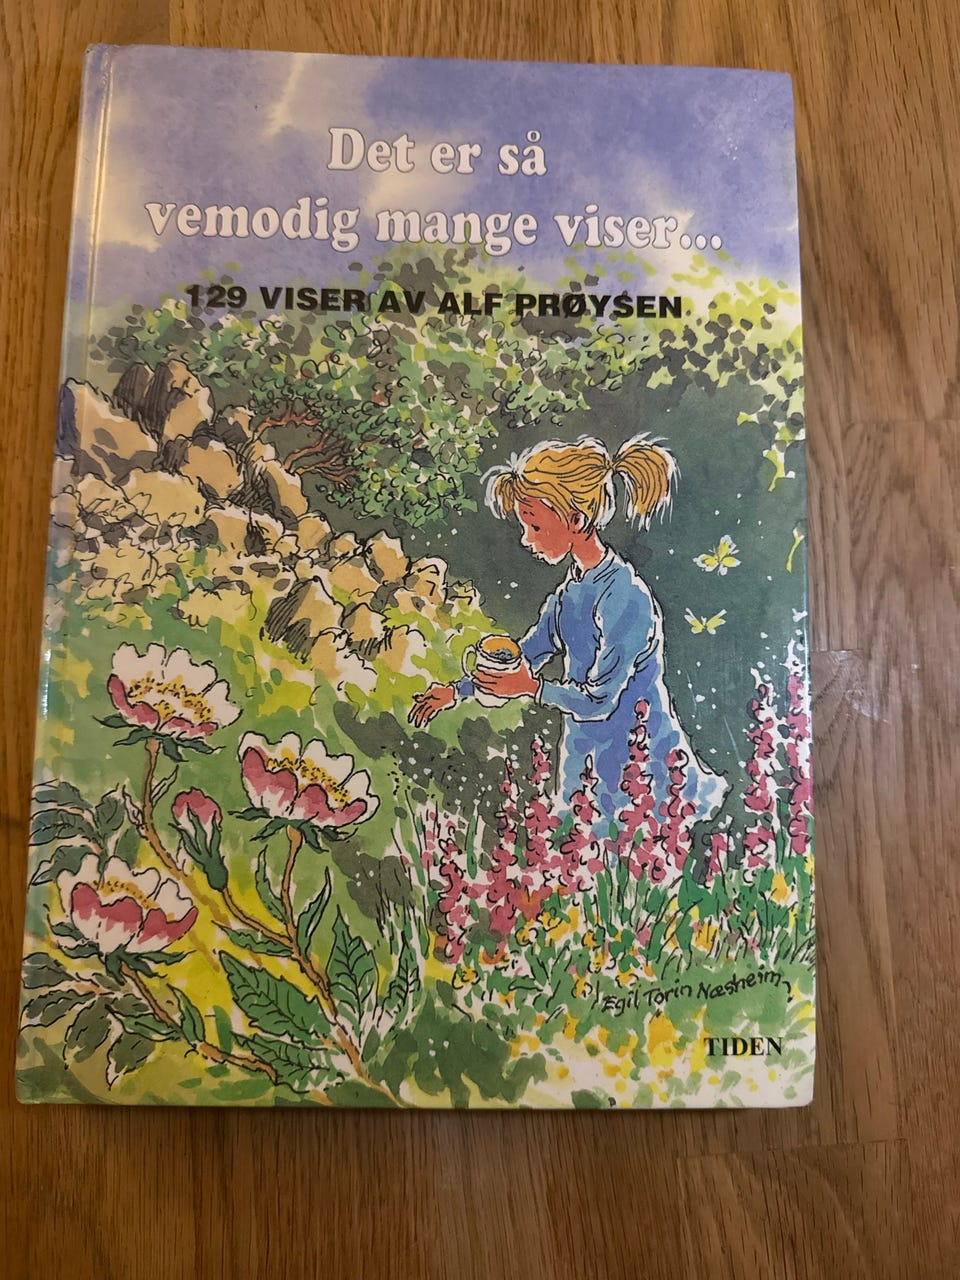 Det er så
vemodig mange viser...
129 VISER AV ALF PRØYSEN
Egil Torin Næsheim
TIDEN